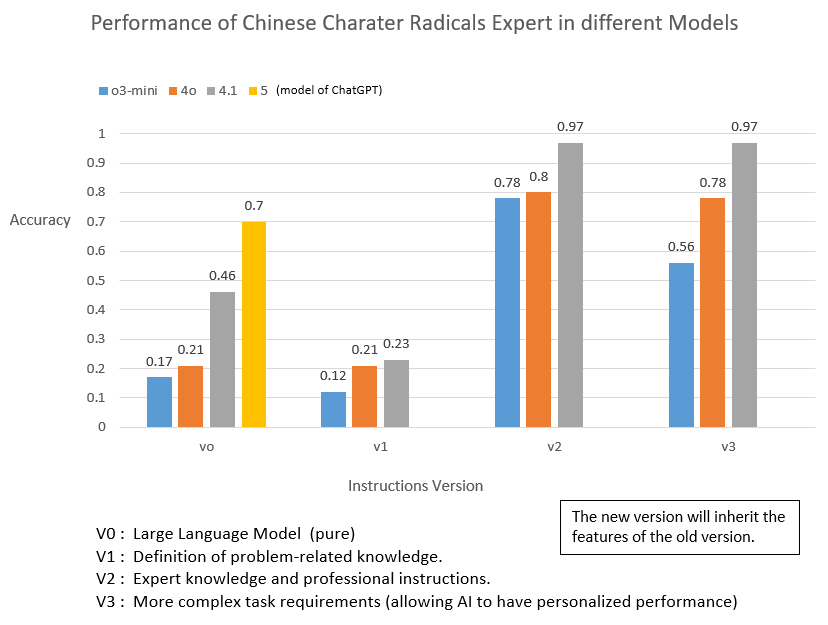 Performance of Chinese Charater Radicals Expert in different Models
o3-mini 4o 4.1 5 (model of ChatGPT)
Accuracy
1
0.9
0.8
0.7
0.6
0.5
0.4
0.3
0.2
0.1
0
0.17 0.21 0.46 0.7
0.12 0.21 0.23
0.78 0.8 0.97
0.56 0.78 0.97
vo v1 v2 v3
Instructions Version
The new version will inherit the
features of the old version.
V0 : Large Language Model (pure)
V1 : Definition of problem-related knowledge.
V2 : Expert knowledge and professional instructions.
V3 : More complex task requirements (allowing AI to have personalized performance)